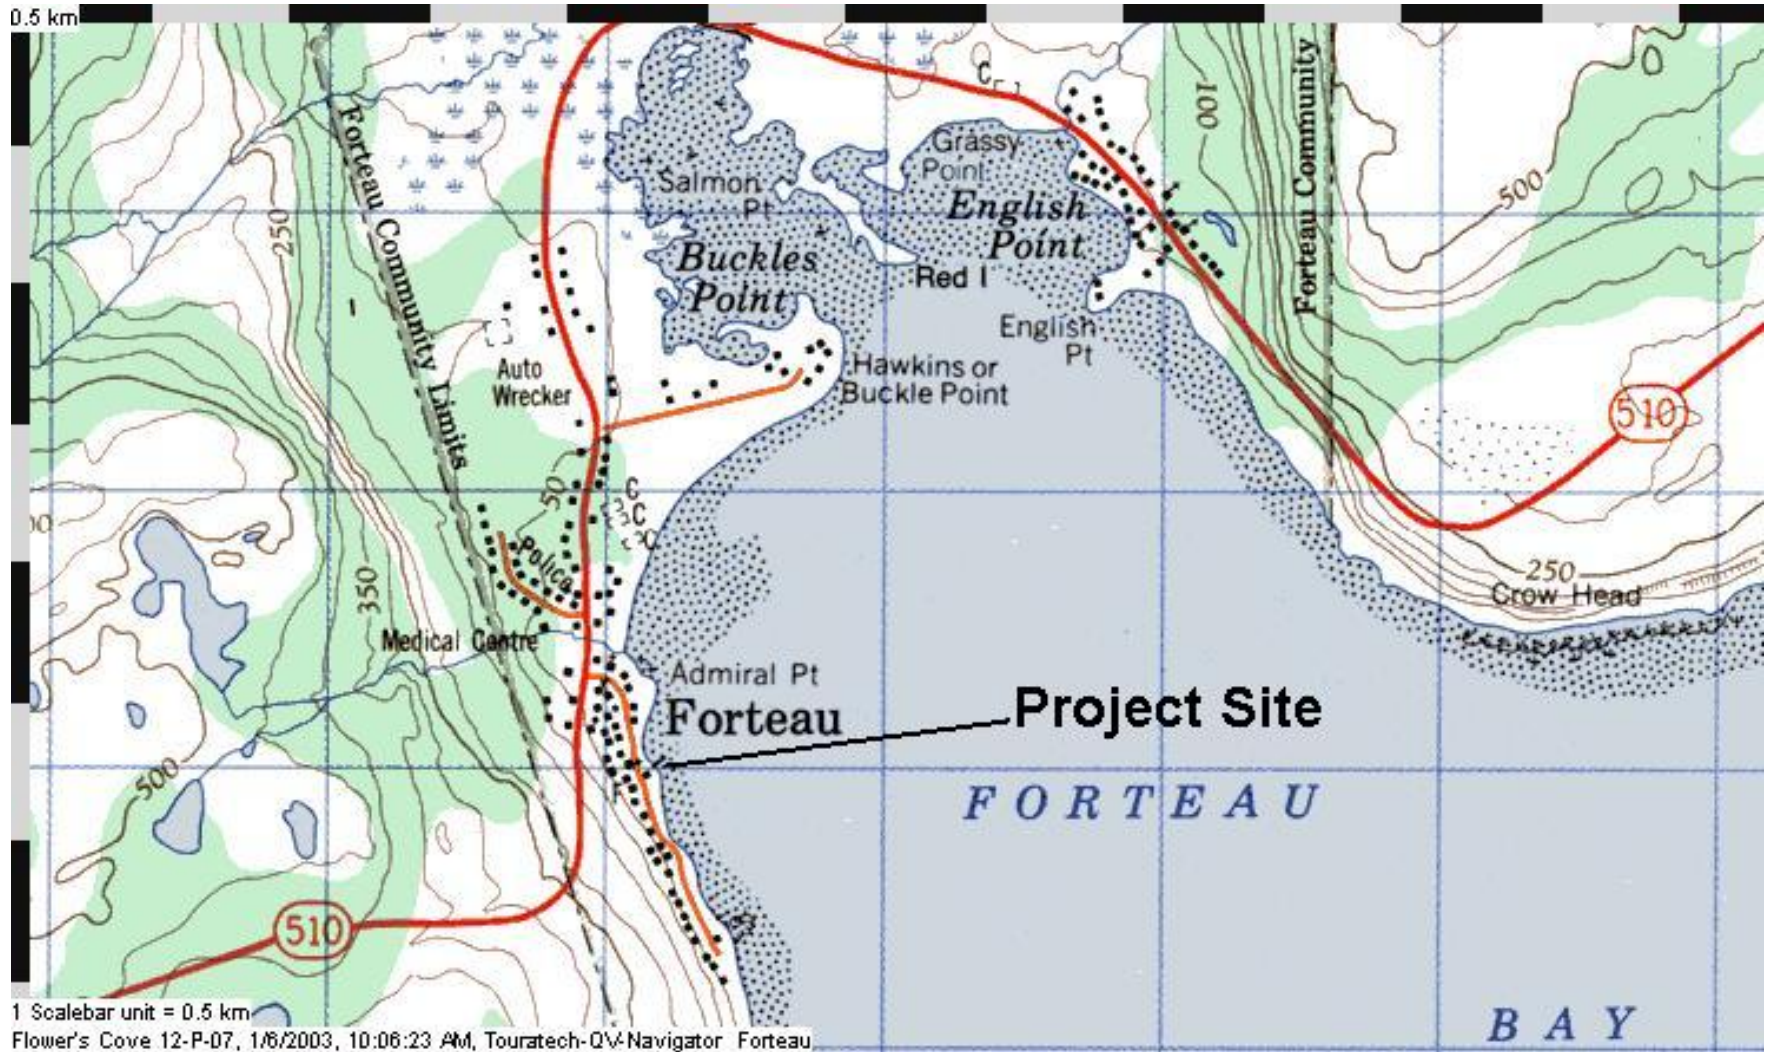 0.5 km
Forteau Community Limits
Forteau Community
100
C
Grassy
Point
Salmon
Pt
English
Point
500
250
Buckles
Point
Red I
English
Pt
Auto
Wrecker
Hawkins or
Buckle Point
510
50
C
C
C
Police
250
Crow Head
350
Medical Centre
Admiral Pt
Forteau
Project Site
500
FORTEAU
510
BAY
1 Scalebar unit = 0.5 km
Flower's Cove 12-P-07, 1/6/2003, 10:06:23 AM, Touratech-QV-Navigator Forteau